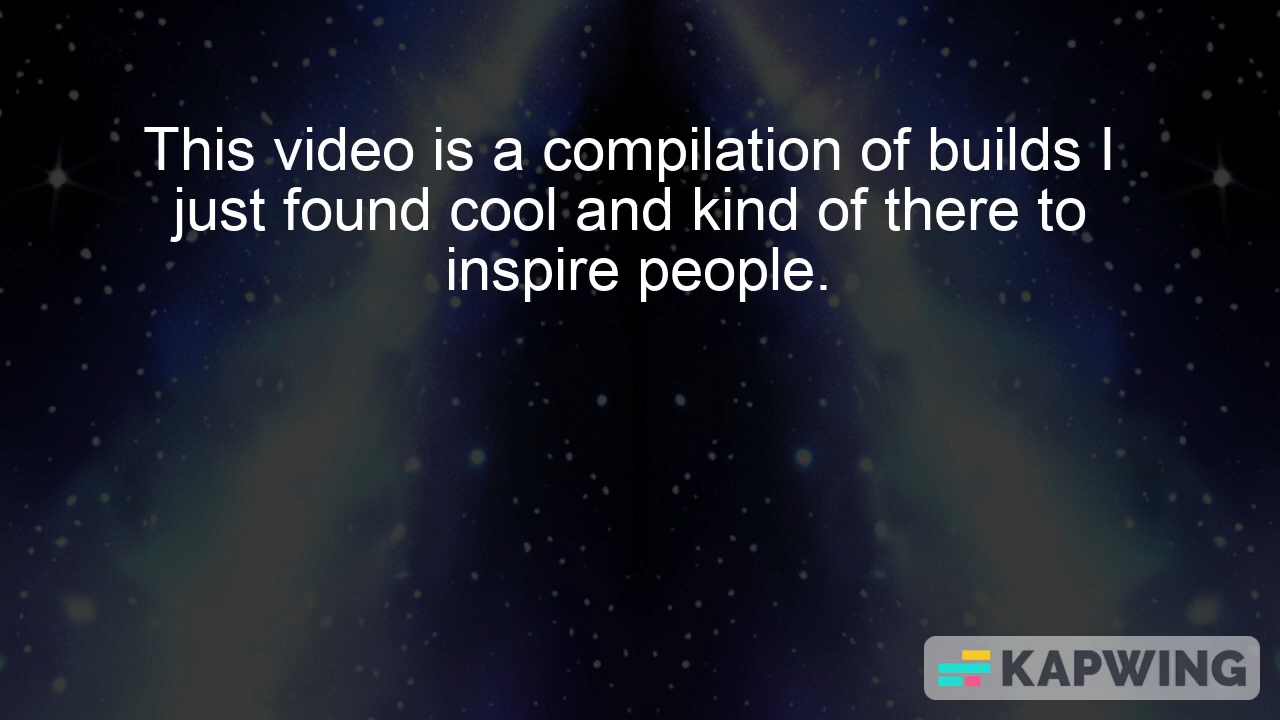 This video is a compilation of builds I
just found cool and kind of there to
inspire people.
KAPWING